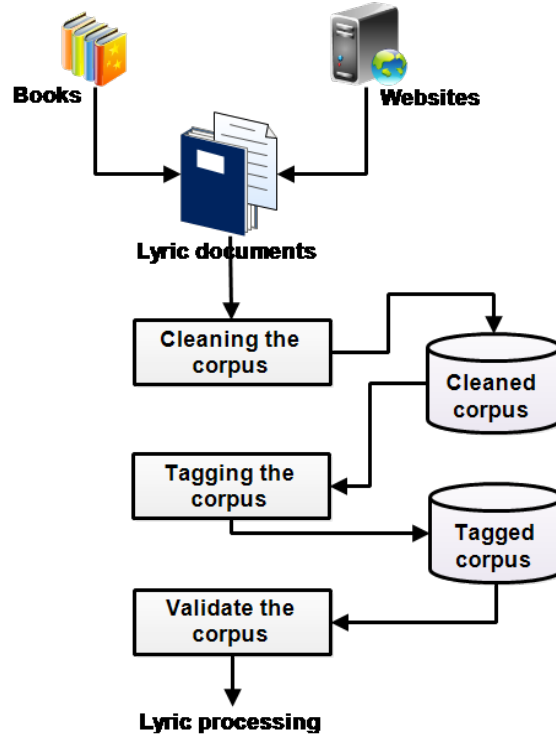 Books
Websites
Lyric documents
Cleaning the
corpus
Cleaned
corpus
Tagging the
corpus
Tagged
corpus
Validate the
corpus
Lyric processing